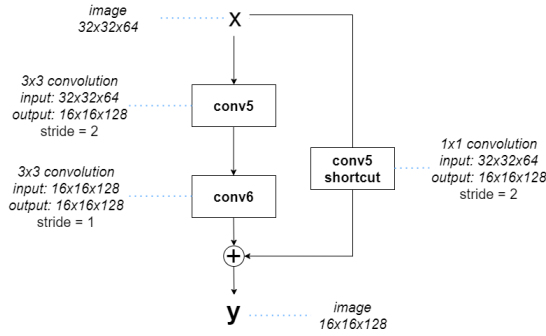 image
32x32x64
x
3x3 convolution
input: 32x32x64
output: 16x16x128
stride = 2
conv5
3x3 convolution
input: 16x16x128
output: 16x16x128
stride = 1
conv6
conv5
shortcut
1x1 convolution
input: 32x32x64
output: 16x16x128
stride = 2
+
y
image
16x16x128